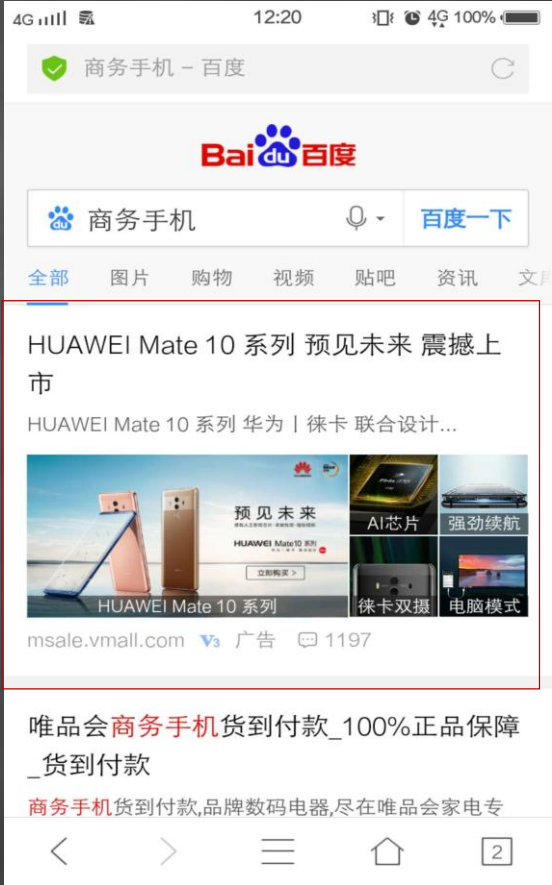 4G 12:20 4G 100%
商务手机 - 百度
Bai du 百度
du 商务手机 百度一下
全部 图片 购物 视频 贴吧 资讯 文库
HUAWEI Mate 10 系列 预见未来 震撼上
市
HUAWEI Mate 10 系列 华为丨徕卡 联合设计...
预见未来
HUAWEI Mate10 系列
立即购买 >
HUAWEI Mate 10 系列
AI芯片
强劲续航
徕卡双摄
电脑模式
msale.vmall.com V3 广告 1197
唯品会商务手机货到付款_100%正品保障
_货到付款
商务手机货到付款,品牌数码电器,尽在唯品会家电专
2